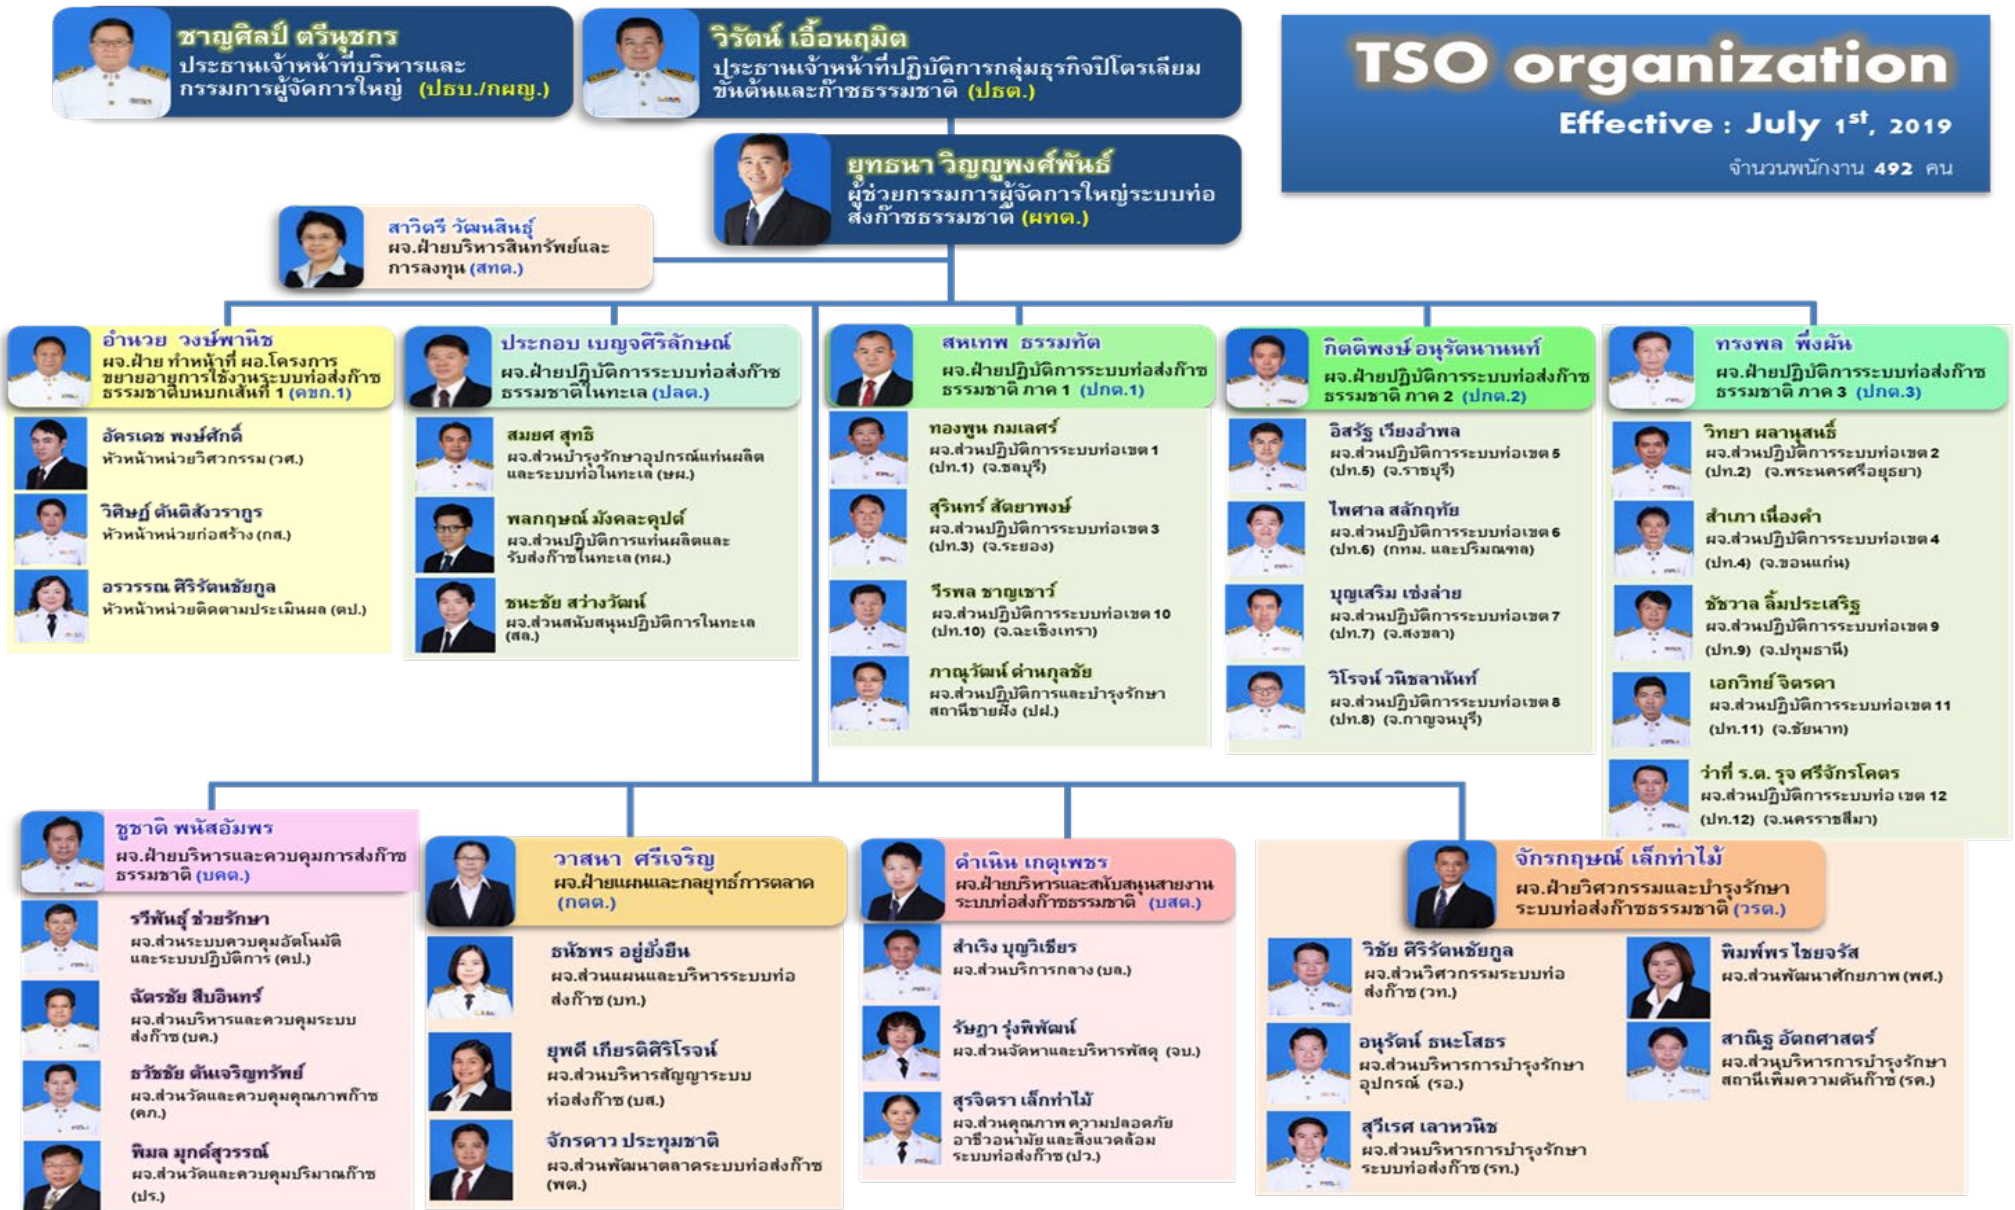 ชาญศิลป์ ตรีนุชกร
ประธานเจ้าหน้าที่บริหารและ
กรรมการผู้จัดการใหญ่ (ปธบ./กผญ.)
วิรัตน์ เอื้อนฤมิต
ประธานเจ้าหน้าที่ปฏิบัติการกลุ่มธุรกิจปิโตรเลียม
ขั้นต้นและก๊าซธรรมชาติ (ปธต.)
TSO organization
Effective : July 1st, 2019
จำนวนพนักงาน 492 คน
ยุทธนา วิญญูพงศ์พันธ์
ผู้ช่วยกรรมการผู้จัดการใหญ่ระบบท่อ
ส่งก๊าซธรรมชาติ (ผทต.)
สาวิตรี วัฒนสินธุ์
ผจ.ฝ่ายบริหารสินทรัพย์และ
การลงทุน (สทต.)
อำนวย วงษ์พานิช
ผจ.ฝ่าย ทำหน้าที่ ผอ.โครงการ
ขยายอายุการใช้งานระบบท่อส่งก๊าซ
ธรรมชาติบนบกเส้นที่ 1 (คขก.1)
อัครเดช พงษ์ศักดิ์
หัวหน้าหน่วยวิศวกรรม (วศ.)
วิศิษฏ์ ตันติสังวรากูร
หัวหน้าหน่วยก่อสร้าง (กส.)
อรวรรณ ศิริรัตนชัยกูล
หัวหน้าหน่วยติดตามประเมินผล (ตป.)
ประกอบ เบญจศิริลักษณ์
ผจ.ฝ่ายปฏิบัติการระบบท่อส่งก๊าซ
ธรรมชาติในทะเล (ปลต.)
สมยศ สุทธิ
ผจ.ส่วนบำรุงรักษาอุปกรณ์แท่นผลิต
และระบบท่อในทะเล (ษผ.)
พลกฤษณ์ มังคละคุปต์
ผจ.ส่วนปฏิบัติการแท่นผลิตและ
รับส่งก๊าซในทะเล (ทผ.)
ชนะชัย สว่างวัฒน์
ผจ.ส่วนสนับสนุนปฏิบัติการในทะเล
(สล.)
สหเทพ ธรรมทัต
ผจ.ฝ่ายปฏิบัติการระบบท่อส่งก๊าซ
ธรรมชาติ ภาค 1 (ปกต.1)
ทองพูน กมเลศร์
ผจ.ส่วนปฏิบัติการระบบท่อเขต 1
(ปท.1) (จ.ชลบุรี)
สุรินทร์ สัตยาพงษ์
ผจ.ส่วนปฏิบัติการระบบท่อเขต 3
(ปท.3) (จ.ระยอง)
วีรพล ชาญเชาว์
ผจ.ส่วนปฏิบัติการระบบท่อเขต 10
(ปท.10) (จ.ฉะเชิงเทรา)
ภาณุวัฒน์ ด่านกุลชัย
ผจ.ส่วนปฏิบัติการและบำรุงรักษา
สถานีชายฝั่ง (ปฝ.)
กิตติพงษ์ อนุรัตนานนท์
ผจ.ฝ่ายปฏิบัติการระบบท่อส่งก๊าซ
ธรรมชาติ ภาค 2 (ปกต.2)
อิสรัฐ เวียงอำพล
ผจ.ส่วนปฏิบัติการระบบท่อเขต 5
(ปท.5) (จ.ราชบุรี)
ไพศาล สลักฤทัย
ผจ.ส่วนปฏิบัติการระบบท่อเขต 6
(ปท.6) (กทม. และปริมณฑล)
บุญเสริม เซ่งล่าย
ผจ.ส่วนปฏิบัติการระบบท่อเขต 7
(ปท.7) (จ.สงขลา)
วิโรจน์ วนิชลานันท์
ผจ.ส่วนปฏิบัติการระบบท่อเขต 8
(ปท.8) (จ.กาญจนบุรี)
ทรงพล พึ่งผัน
ผจ.ฝ่ายปฏิบัติการระบบท่อส่งก๊าซ
ธรรมชาติ ภาค 3 (ปกต.3)
วิทยา ผลานุสนธิ์
ผจ.ส่วนปฏิบัติการระบบท่อเขต 2
(ปท.2) (จ.พระนครศรีอยุธยา)
สำเภา เนื่องคำ
ผจ.ส่วนปฏิบัติการระบบท่อเขต 4
(ปท.4) (จ.ขอนแก่น)
ชัชวาล ลิ้มประเสริฐ
ผจ.ส่วนปฏิบัติการระบบท่อเขต 9
(ปท.9) (จ.ปทุมธานี)
เอกวิทย์ จิตรดา
ผจ.ส่วนปฏิบัติการระบบท่อเขต 11
(ปท.11) (จ.ชัยนาท)
ว่าที่ ร.ต. รุจ ศรีจักรโคตร
ผจ.ส่วนปฏิบัติการระบบท่อ เขต 12
(ปท.12) (จ.นครราชสีมา)
ชูชาติ พนัสอัมพร
ผจ.ฝ่ายบริหารและควบคุมการส่งก๊าซ
ธรรมชาติ (บคต.)
รวีพันธุ์ ช่วยรักษา
ผจ.ส่วนระบบควบคุมอัตโนมัติ
และระบบปฏิบัติการ (คป.)
ฉัตรชัย สืบอินทร์
ผจ.ส่วนบริหารและควบคุมระบบ
ส่งก๊าซ (บค.)
ธวัชชัย ตันเจริญทรัพย์
ผจ.ส่วนวัดและควบคุมคุณภาพก๊าซ
(คภ.)
พิมล มุกด์สุวรรณ์
ผจ.ส่วนวัดและควบคุมปริมาณก๊าซ
(ปร.)
วาสนา ศรีเจริญ
ผจ.ฝ่ายแผนและกลยุทธ์การตลาด
(กตต.)
ธนัชพร อยู่ยั่งยืน
ผจ.ส่วนแผนและบริหารระบบท่อ
ส่งก๊าซ (บท.)
ยุพดี เกียรติศิริโรจน์
ผจ.ส่วนบริหารสัญญาระบบ
ท่อส่งก๊าซ (บส.)
จักรดาว ประทุมชาติ
ผจ.ส่วนพัฒนาตลาดระบบท่อส่งก๊าซ
(พต.)
ดำเนิน เกตุเพชร
ผจ.ฝ่ายบริหารและสนับสนุนสายงาน
ระบบท่อส่งก๊าซธรรมชาติ (บสต.)
สำเริง บุญวิเชียร
ผจ.ส่วนบริการกลาง (บล.)
รัษฎา รุ่งพิพัฒน์
ผจ.ส่วนจัดหาและบริหารพัสดุ (จบ.)
สุรจิตรา เล็กท่าไม้
ผจ.ส่วนคุณภาพ ความปลอดภัย
อาชีวอนามัย และสิ่งแวดล้อม
ระบบท่อส่งก๊าซ (ปว.)
จักรกฤษณ์ เล็กท่าไม้
ผจ.ฝ่ายวิศวกรรมและบำรุงรักษา
ระบบท่อส่งก๊าซธรรมชาติ (วรต.)
วิชัย ศิริรัตนชัยกูล
ผจ.ส่วนวิศวกรรมระบบท่อ
ส่งก๊าซ (วท.)
อนุรัตน์ ธนะโสธร
ผจ.ส่วนบริหารการบำรุงรักษา
อุปกรณ์ (รอ.)
สุวีเรศ เลาหวนิช
ผจ.ส่วนบริหารการบำรุงรักษา
ระบบท่อส่งก๊าซ (รท.)
พิมพ์พร ไชยจรัส
ผจ.ส่วนพัฒนาศักยภาพ (พศ.)
สาณิฐ อัตถศาสตร์
ผจ.ส่วนบริหารการบำรุงรักษา
สถานีเพิ่มความดันก๊าซ (รค.)